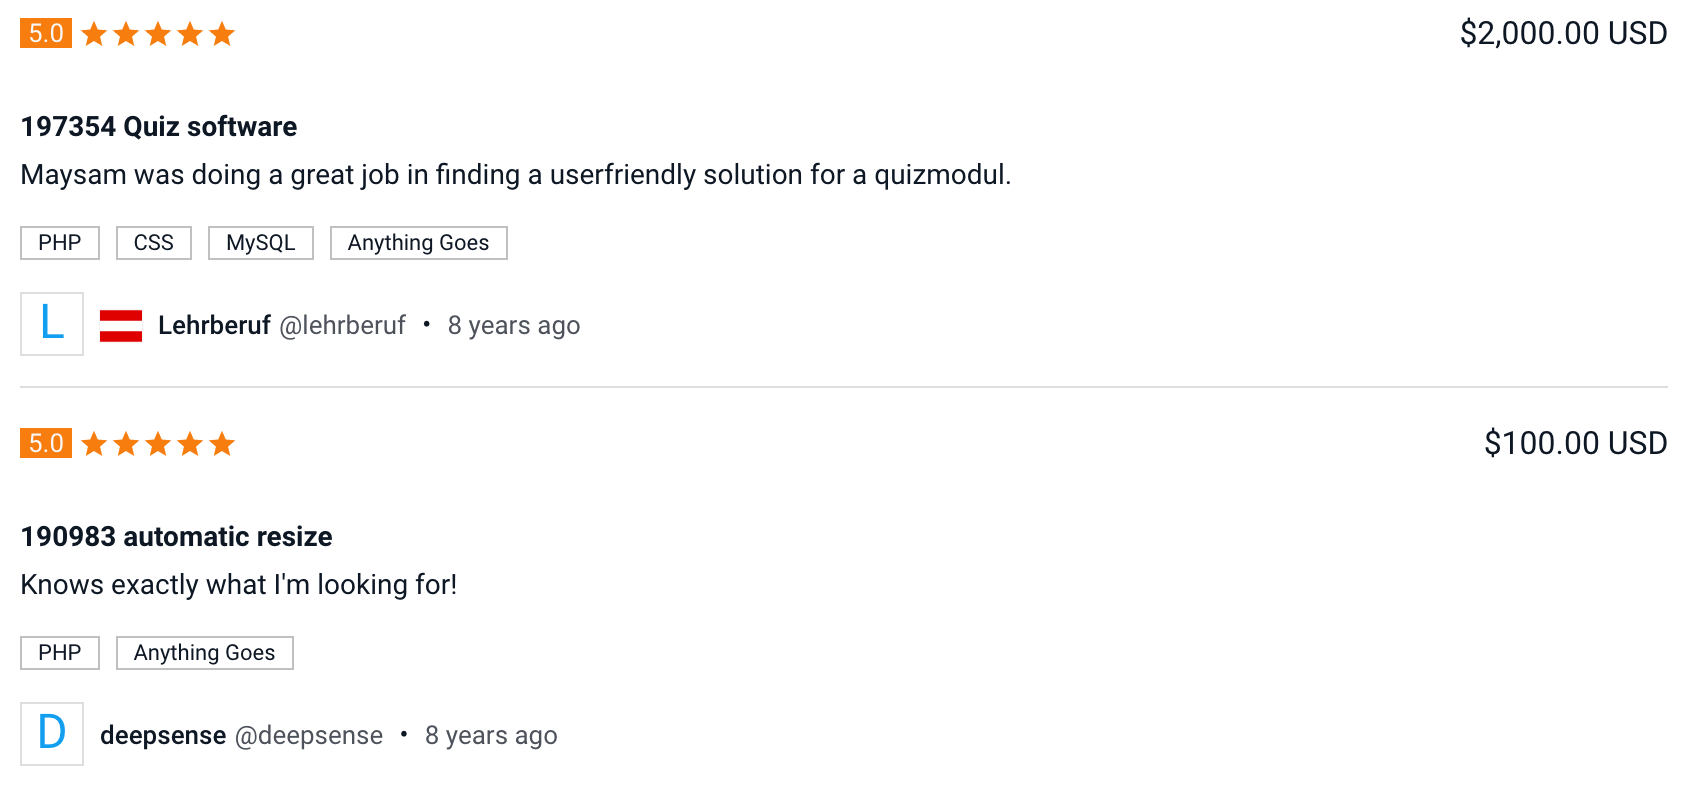 5.0 $2,000.00 USD
197354 Quiz software
Maysam was doing a great job in finding a userfriendly solution for a quizmodul.
PHP CSS MySQL Anything Goes
L Lehrberuf @lehrberuf • 8 years ago
5.0 $100.00 USD
190983 automatic resize
Knows exactly what I'm looking for!
PHP Anything Goes
D deepsense @deepsense • 8 years ago